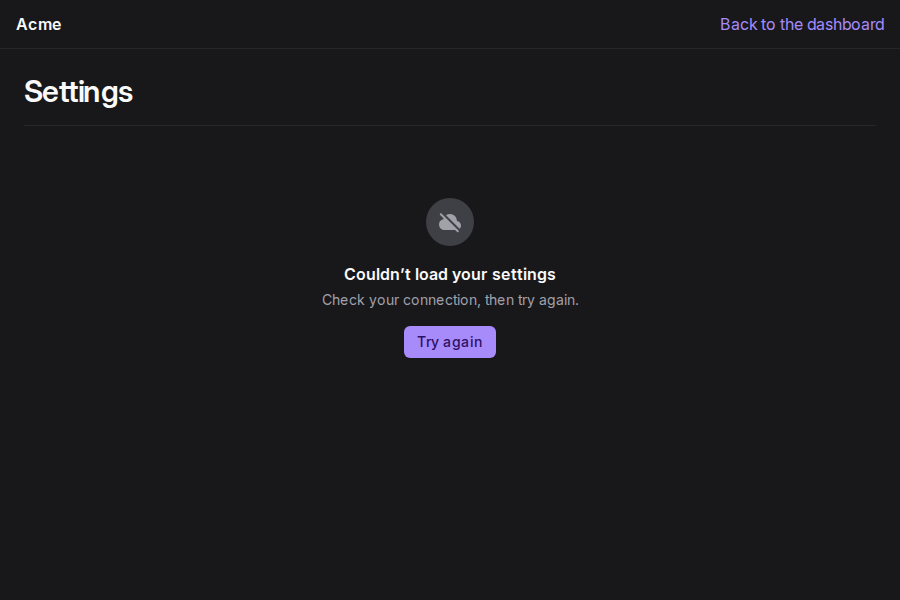 Acme
Back to the dashboard
Settings
Couldn’t load your settings
Check your connection, then try again.
Try again